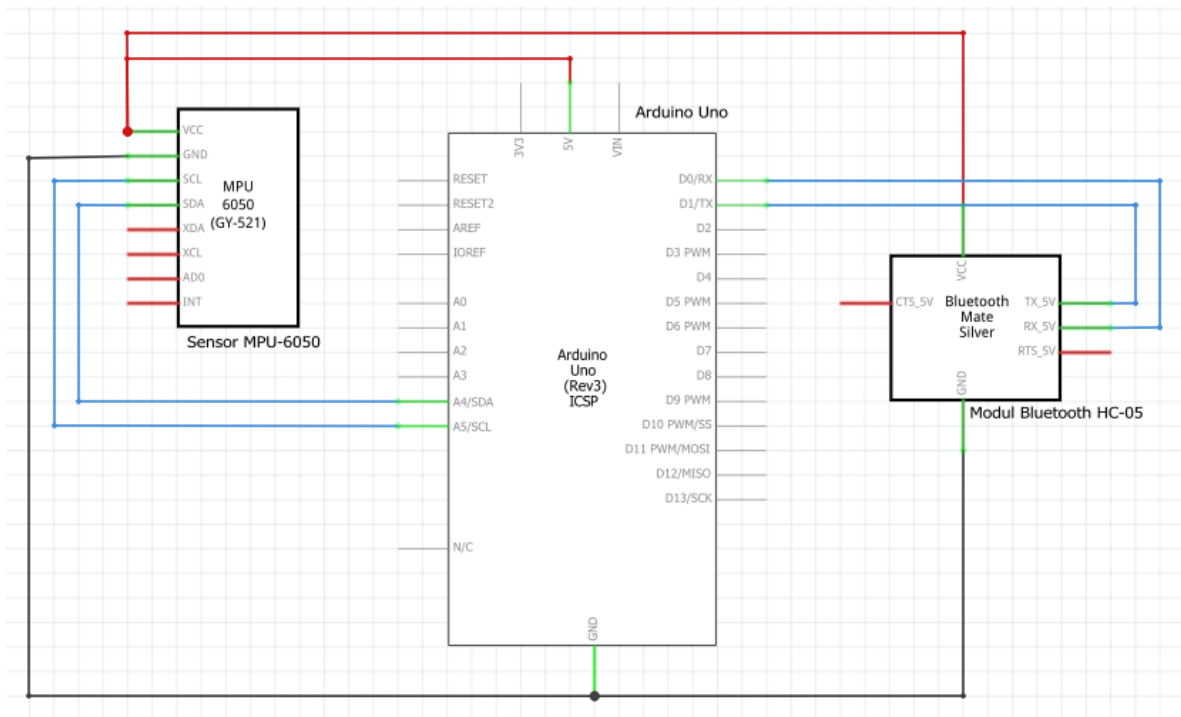 Arduino Uno
3V3
5V
VIN
VCC
GND
SCL
SDA
XDA
XCL
AD0
INT
MPU
6050
(GY-521)
Sensor MPU-6050
RESET
RESET2
AREF
IOREF
A0
A1
A2
A3
A4/SDA
A5/SCL
N/C
Arduino
Uno
(Rev3)
ICSP
D0/RX
D1/TX
D2
D3 PWM
D4
D5 PWM
D6 PWM
D7
D8
D9 PWM
D10 PWM/SS
D11 PWM/MOSI
D12/MISO
D13/SCK
GND
VCC
CTS_5V
Bluetooth
Mate
Silver
TX_5V
RX_5V
RTS_5V
GND
Modul Bluetooth HC-05